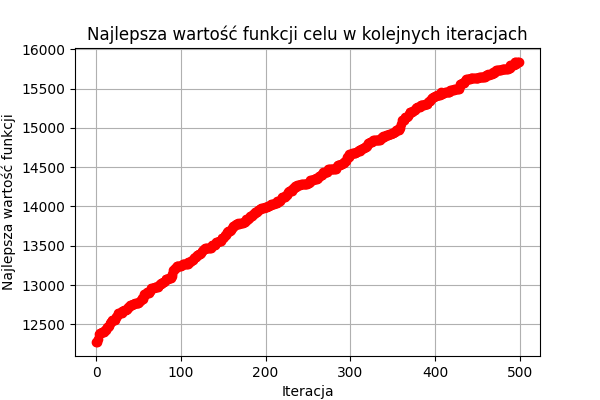 Najlepsza wartość funkcji celu w kolejnych iteracjach
16000
15500
15000
14500
14000
13500
13000
12500
Najlepsza wartość funkcji
0 100 200 300 400 500
Iteracja